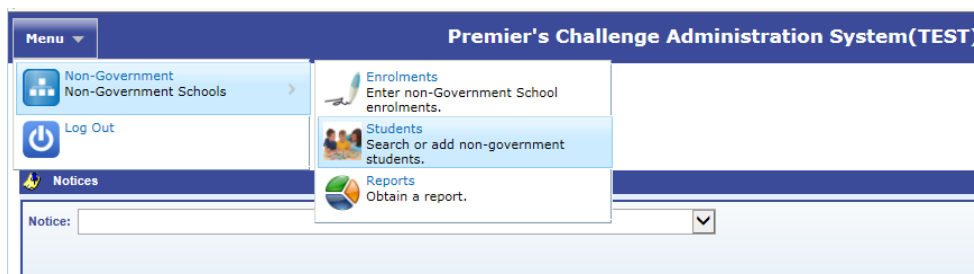 Menu
Premier's Challenge Administration System(TEST)
Non-Government
Non-Government Schools
Log Out
Enrolments
Enter non-Government School
enrolments.
Students
Search or add non-government
students.
Reports
Obtain a report.
Notices
Notice: